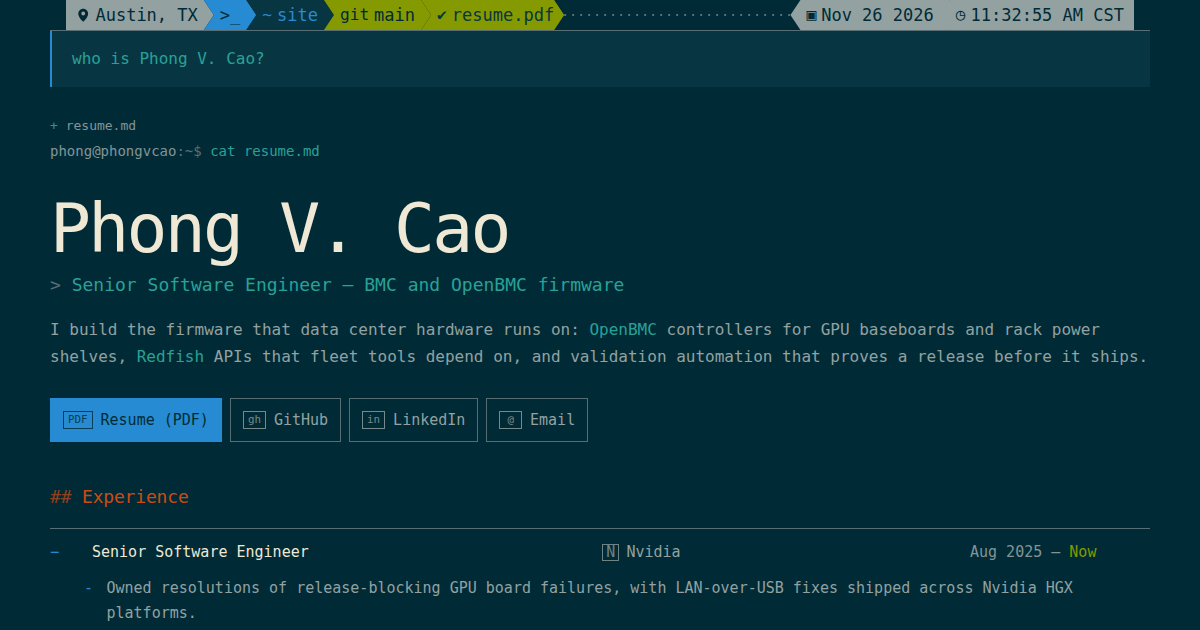 Austin, TX >_ ~ site git main ✔ resume.pdf Nov 26 2026 11:32:55 AM CST
who is Phong V. Cao?
+ resume.md
phong@phongvcao:~$ cat resume.md
Phong V. Cao
> Senior Software Engineer — BMC and OpenBMC firmware
I build the firmware that data center hardware runs on: OpenBMC controllers for GPU baseboards and rack power
shelves, Redfish APIs that fleet tools depend on, and validation automation that proves a release before it ships.
PDF Resume (PDF) gh GitHub in LinkedIn @ Email
## Experience
− Senior Software Engineer N Nvidia Aug 2025 — Now
- Owned resolutions of release-blocking GPU board failures, with LAN-over-USB fixes shipped across Nvidia HGX
platforms.